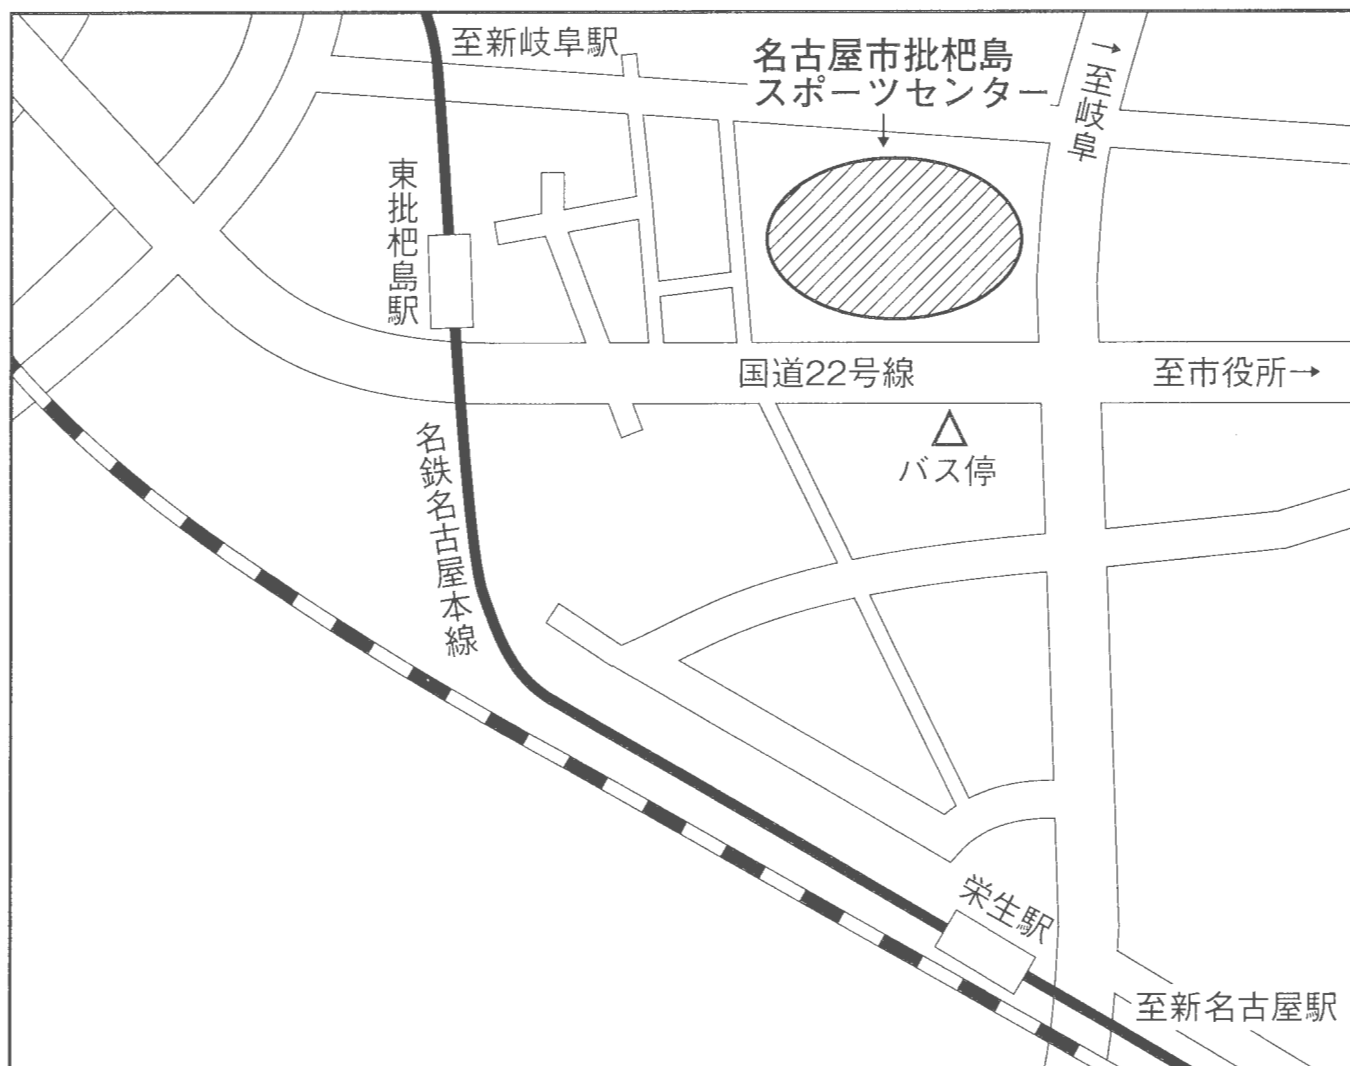 至新岐阜駅
名古屋市批杷島
スポーツセンター
→至岐阜
東批杷島駅
国道22号線
至市役所→
バス停
名鉄名古屋本線
栄生駅
至新名古屋駅